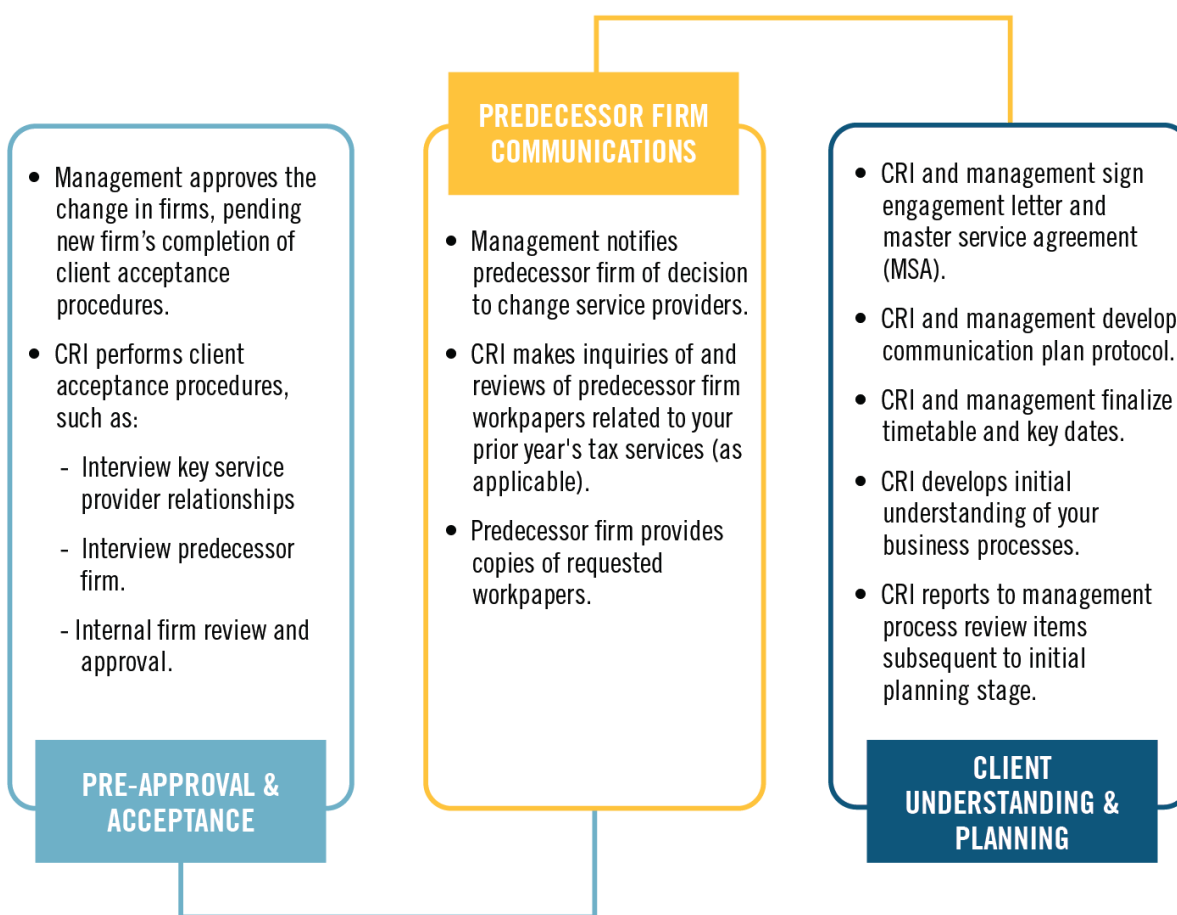 • Management approves the
change in firms, pending
new firm's completion of
client acceptance
procedures.
• CRI performs client
acceptance procedures,
such as:
- Interview key service
provider relationships
- Interview predecessor
firm.
- Internal firm review and
approval.
PRE-APPROVAL &
ACCEPTANCE
PREDECESSOR FIRM
COMMUNICATIONS
• Management notifies
predecessor firm of decision
to change service providers.
• CRI makes inquiries of and
reviews of predecessor firm
workpapers related to your
prior year's tax services (as
applicable).
• Predecessor firm provides
copies of requested
workpapers.
• CRI and management sign
engagement letter and
master service agreement
(MSA).
• CRI and management develop
communication plan protocol.
• CRI and management finalize
timetable and key dates.
• CRI develops initial
understanding of your
business processes.
• CRI reports to management
process review items
subsequent to initial
planning stage.
CLIENT
UNDERSTANDING &
PLANNING